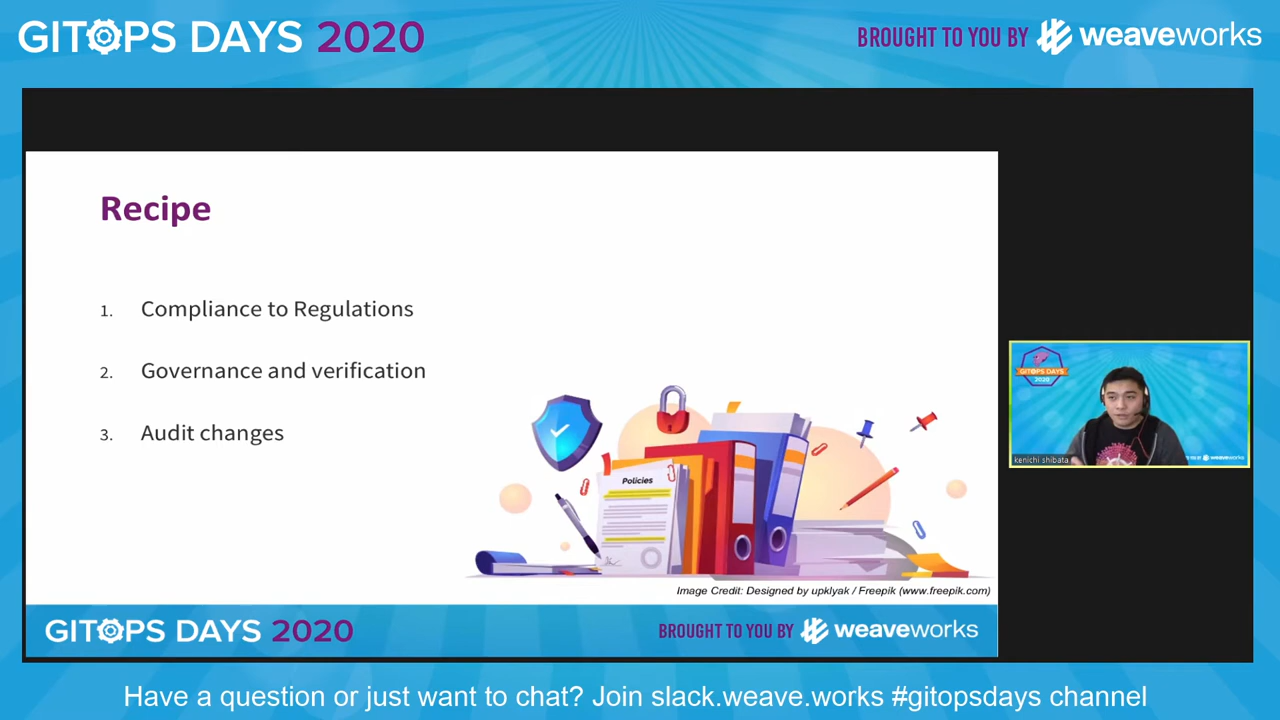 GITOPS DAYS 2020
BROUGHT TO YOU BY weaveworks
Recipe
1. Compliance to Regulations
2. Governance and verification
3. Audit changes
Policies
Image Credit: Designed by upklyak / Freepik (www.freepik.com)
GITOPS DAYS 2020
BROUGHT TO YOU BY weaveworks
GITOPS DAYS
2020
kenichi shibata
weaveworks
Have a question or just want to chat? Join slack.weave.works #gitopsdays channel